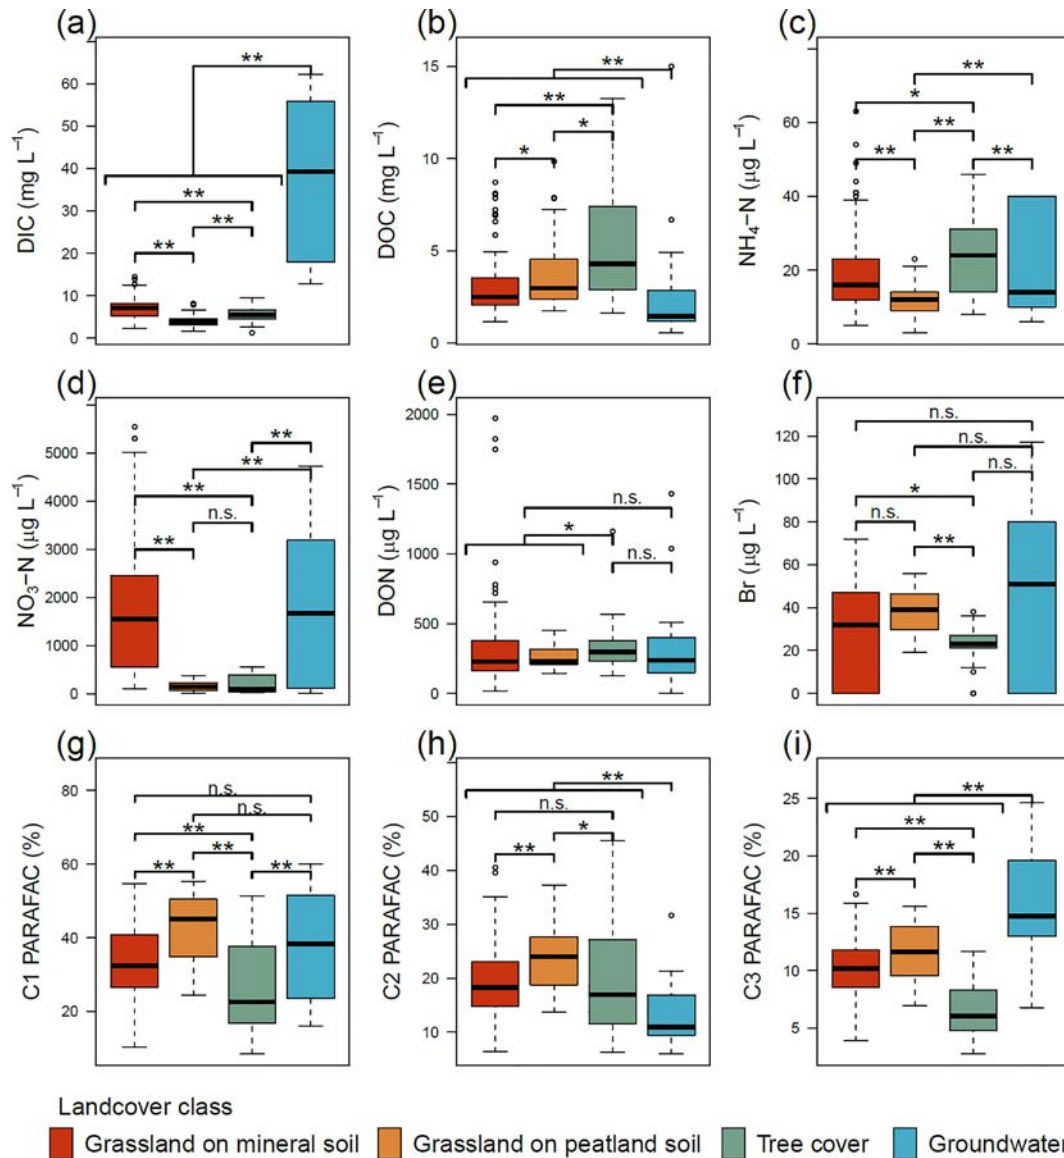 (a)
DIC (mg L⁻¹)
60
50
40
30
20
10
0
**
**
**
**
(b)
DOC (mg L⁻¹)
15
10
5
0
**
**
*
*
(c)
NH₄−N (µg L⁻¹)
60
40
20
0
**
*
**
**
**
(d)
NO₃−N (µg L⁻¹)
5000
4000
3000
2000
1000
0
**
**
**
n.s.
**
(e)
DON (µg L⁻¹)
2000
1500
1000
500
0
n.s.
*
n.s.
(f)
Br (µg L⁻¹)
120
100
80
60
40
20
0
n.s.
n.s.
n.s.
*
n.s.
**
(g)
C1 PARAFAC (%)
80
60
40
20
n.s.
n.s.
**
**
**
**
(h)
C2 PARAFAC (%)
50
40
30
20
10
**
n.s.
*
**
(i)
C3 PARAFAC (%)
25
20
15
10
5
**
**
**
**
Landcover class
Grassland on mineral soil Grassland on peatland soil Tree cover Groundwater